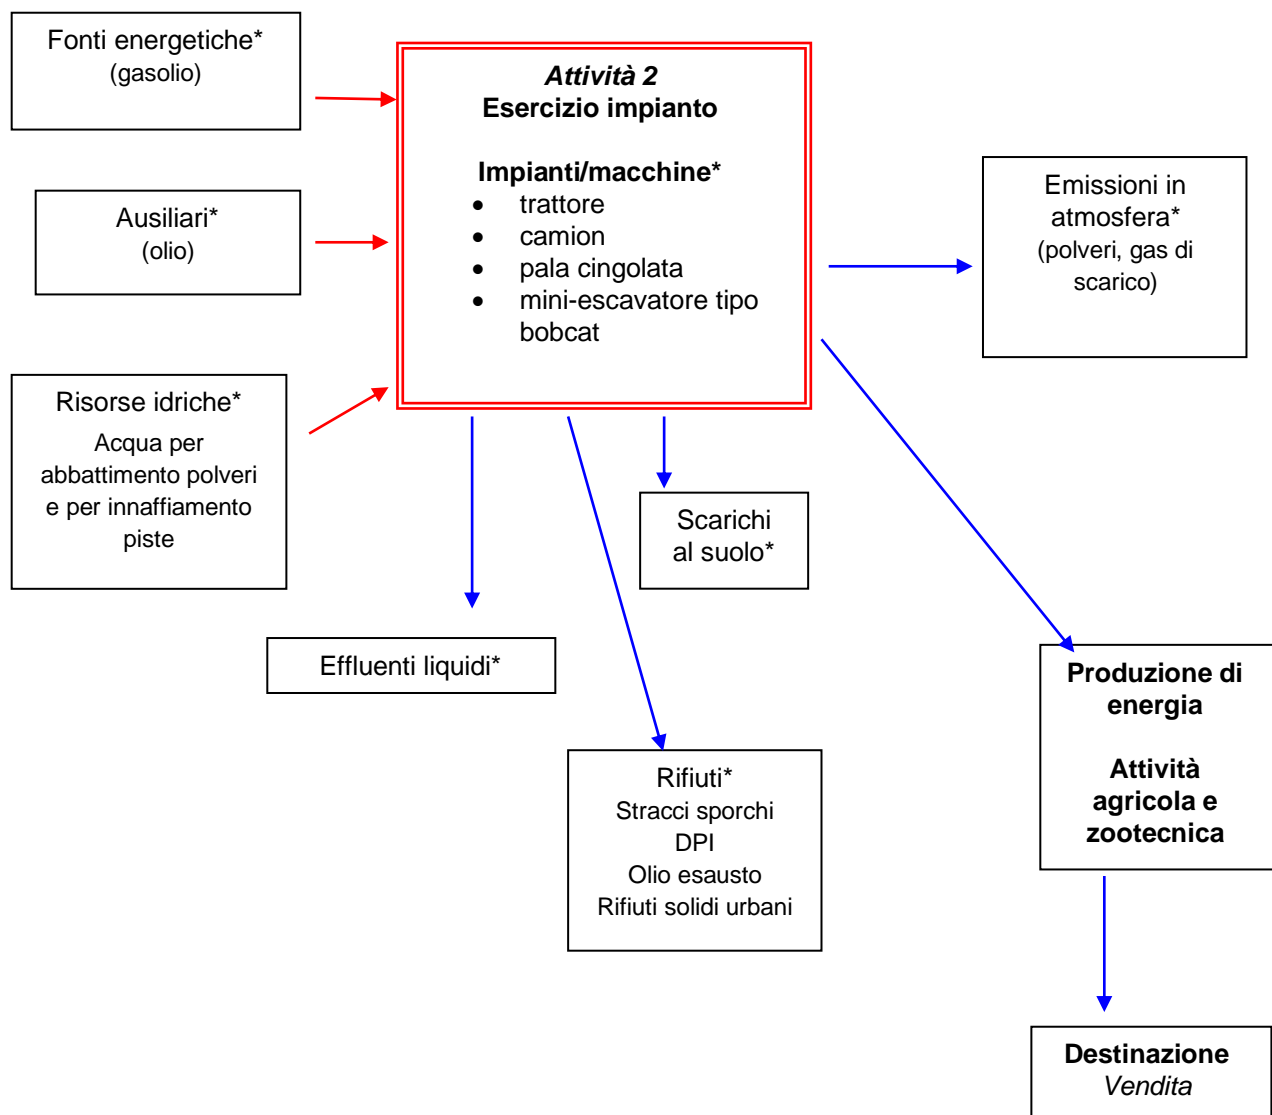 Fonti energetiche*
(gasolio)
Attività 2
Esercizio impianto
Impianti/macchine*
• trattore
• camion
• pala cingolata
• mini-escavatore tipo
bobcat
Emissioni in
atmosfera*
(polveri, gas di
scarico)
Ausiliari*
(olio)
Risorse idriche*
Acqua per
abbattimento polveri
e per innaffiamento
piste
Scarichi
al suolo*
Effluenti liquidi*
Rifiuti*
Stracci sporchi
DPI
Olio esausto
Rifiuti solidi urbani
Produzione di
energia
Attività
agricola e
zootecnica
Destinazione
Vendita